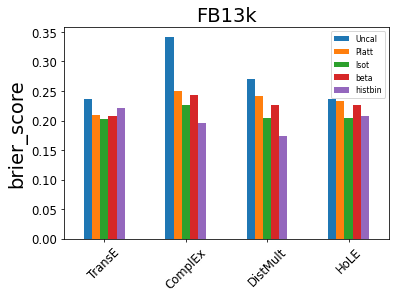 FB13k
brier_score
0.35
0.30
0.25
0.20
0.15
0.10
0.05
0.00
Uncal
Platt
Isot
beta
histbin
TransE
ComplEx
DistMult
HoLE